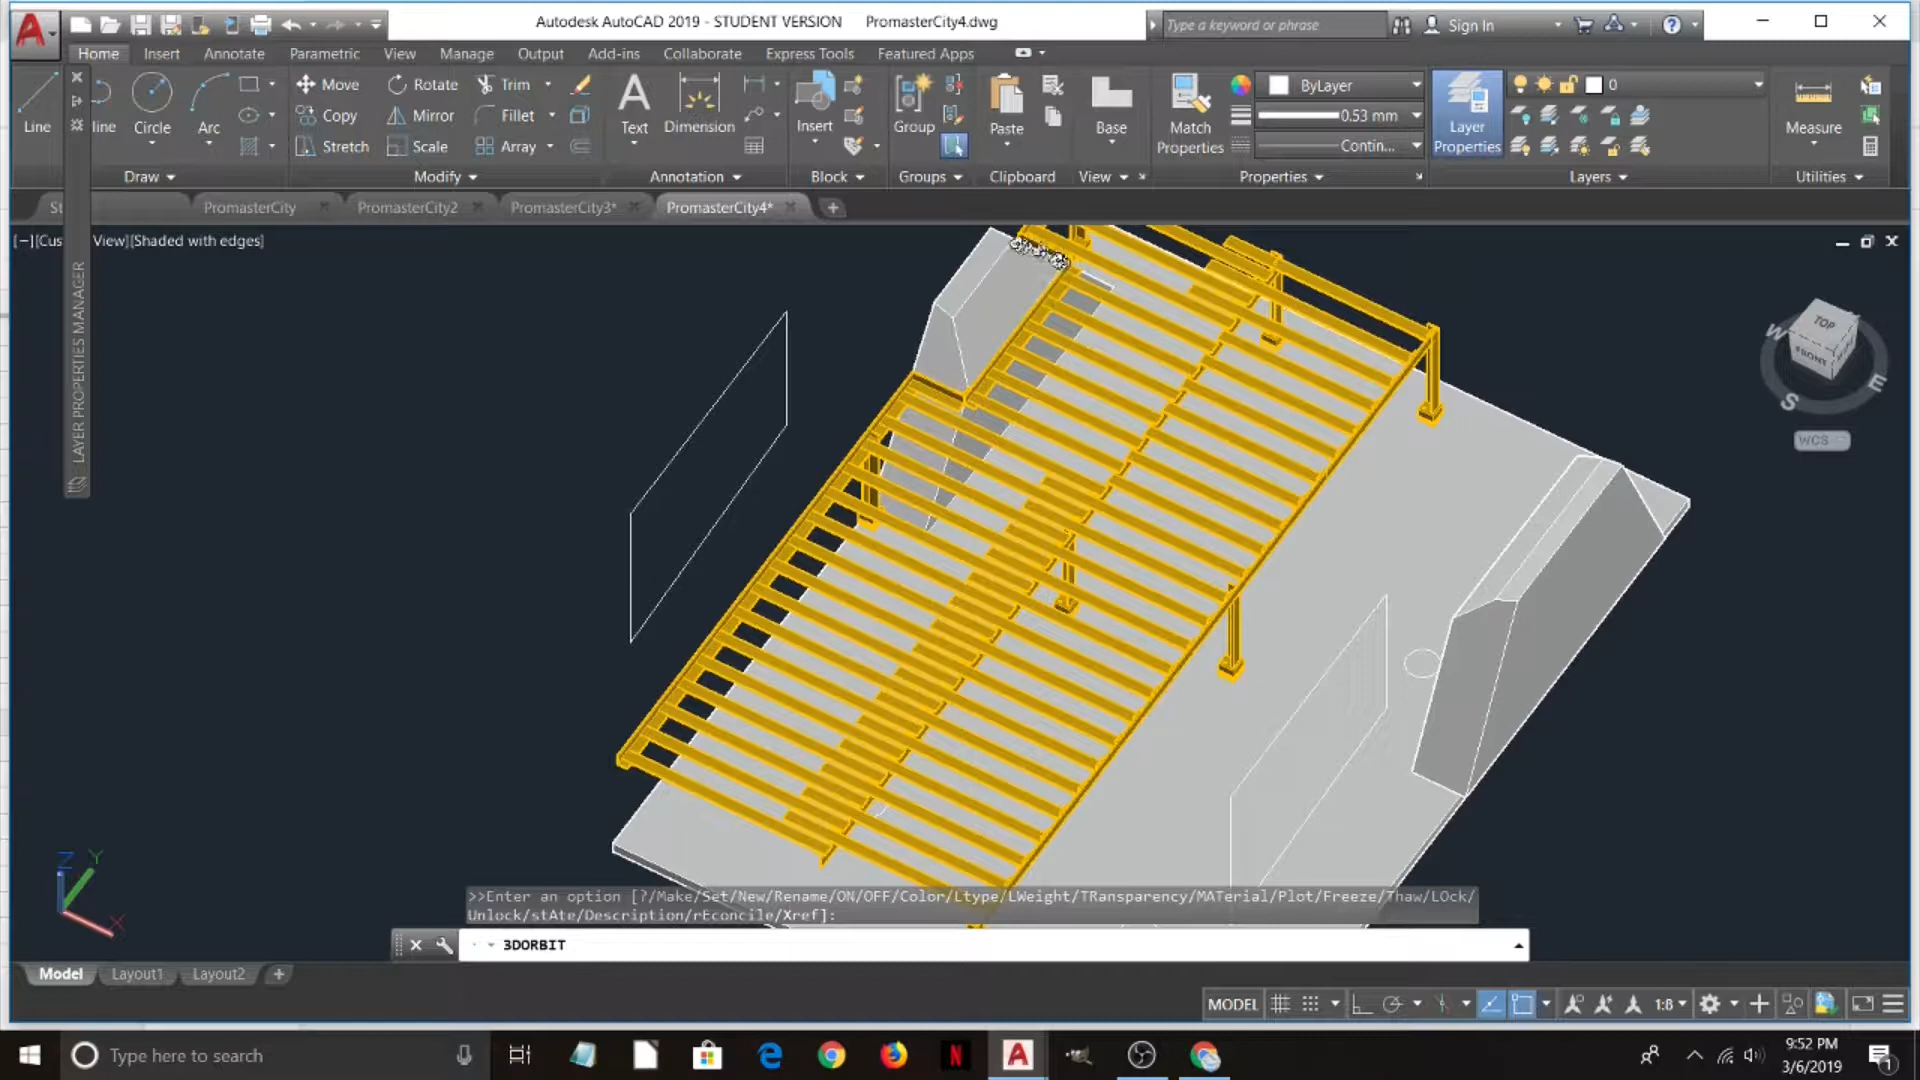 Autodesk AutoCAD 2019 - STUDENT VERSION PromasterCity4.dwg
Type a keyword or phrase
Sign In
Home Insert Annotate Parametric View Manage Output Add-ins Collaborate Express Tools Featured Apps
Line
line
Circle
Arc
Move
Copy
Stretch
Rotate
Mirror
Scale
Trim
Fillet
Array
Text
Dimension
Insert
Group
Paste
Base
Match
Properties
ByLayer
0.53 mm
Contin...
Layer
Properties
0
Measure
Draw Modify Annotation Block Groups Clipboard View Properties Layers Utilities
St PromasterCity PromasterCity2 PromasterCity3* PromasterCity4*
[−][Cus View][Shaded with edges]
LAYER PROPERTIES MANAGER
TOP
FRONT
W
S
E
WCS
Z Y
X
>>Enter an option [?/Make/Set/New/Rename/ON/OFF/Color/Ltype/LWeight/TRansparency/MATerial/Plot/Freeze/Thaw/LOck/
Unlock/stAte/Description/rEconcile/Xref]:
3DORBIT
Model Layout1 Layout2
MODEL
1:8
Type here to search
9:52 PM
3/6/2019
1